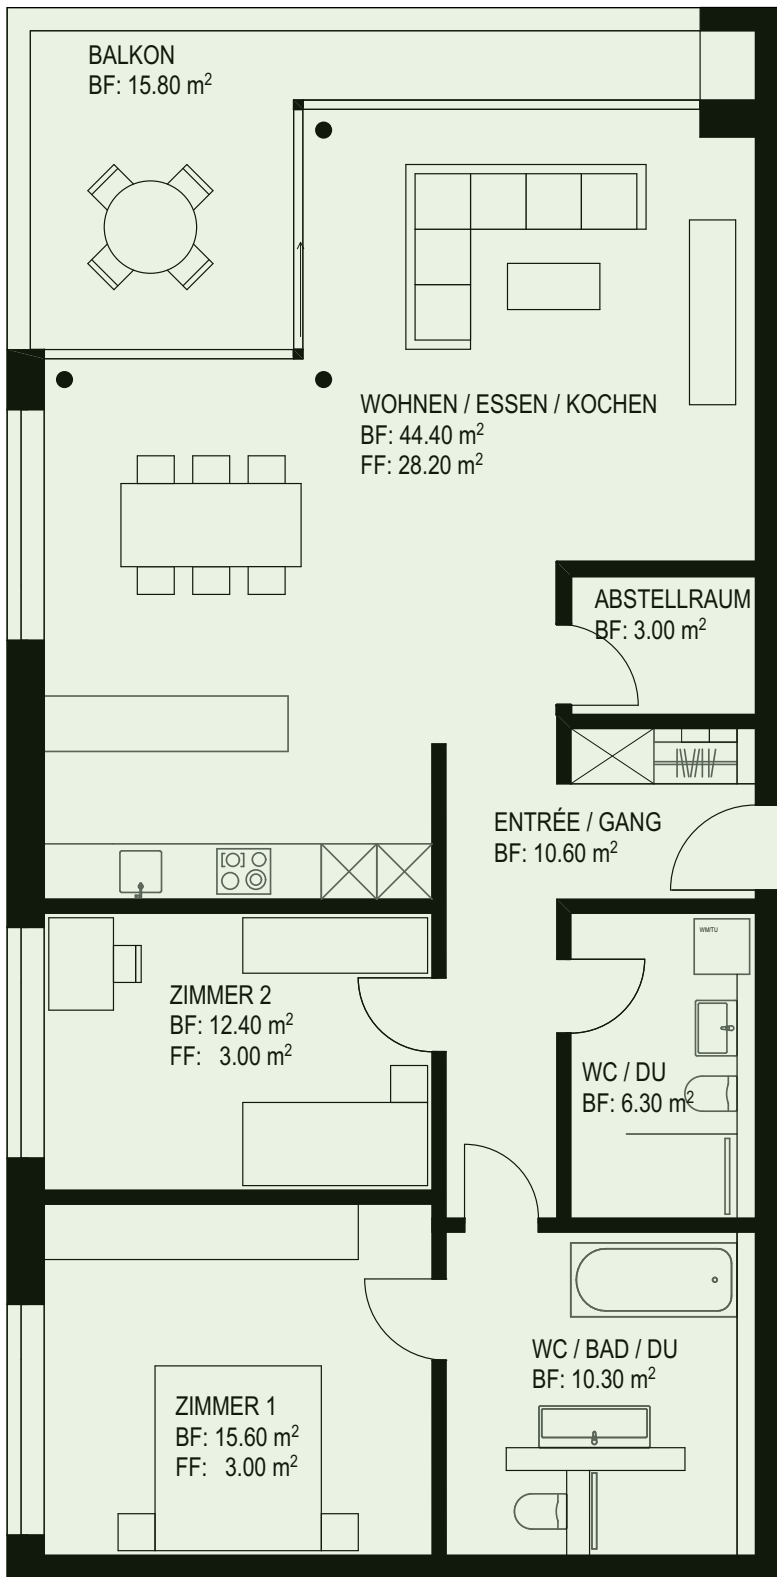 BALKON
BF: 15.80 m²
WOHNEN / ESSEN / KOCHEN
BF: 44.40 m²
FF: 28.20 m²
ABSTELLRAUM
BF: 3.00 m²
ENTRÉE / GANG
BF: 10.60 m²
WM/TU
ZIMMER 2
BF: 12.40 m²
FF: 3.00 m²
WC / DU
BF: 6.30 m²
WC / BAD / DU
BF: 10.30 m²
ZIMMER 1
BF: 15.60 m²
FF: 3.00 m²